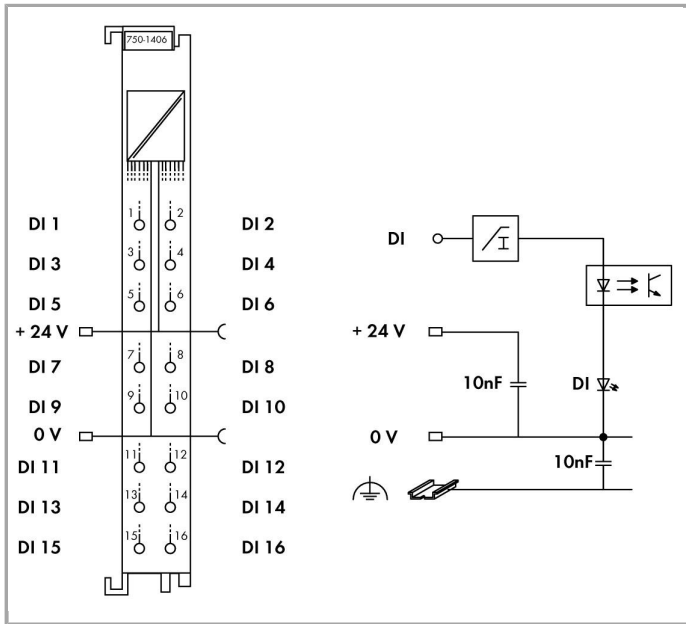 750-1406
1 2
DI 1 DI 2
3 4
DI 3 DI 4
5 6
DI 5 DI 6
+ 24 V
7 8
DI 7 DI 8
9 10
DI 9 DI 10
0 V
11 12
DI 11 DI 12
13 14
DI 13 DI 14
15 16
DI 15 DI 16
DI
I
+ 24 V
10nF
DI
0 V
10nF